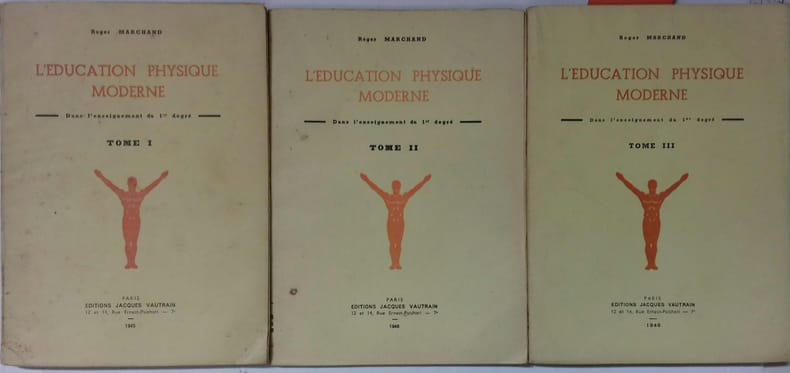 Roger MARCHAND
L'EDUCATION PHYSIQUE
MODERNE
Dans l'enseignement du 1er degré
TOME I
PARIS
EDITIONS JACQUES VAUTRAIN
12 et 14, Rue Ernest-Psichari — 7e
1945
Roger MARCHAND
L'EDUCATION PHYSIQUE
MODERNE
Dans l'enseignement du 1er degré
TOME II
PARIS
EDITIONS JACQUES VAUTRAIN
12 et 14, Rue Ernest-Psichari — 7e
1946
Roger MARCHAND
L'EDUCATION PHYSIQUE
MODERNE
Dans l'enseignement du 1er degré
TOME III
PARIS
EDITIONS JACQUES VAUTRAIN
12 et 14, Rue Ernest-Psichari — 7e
1946